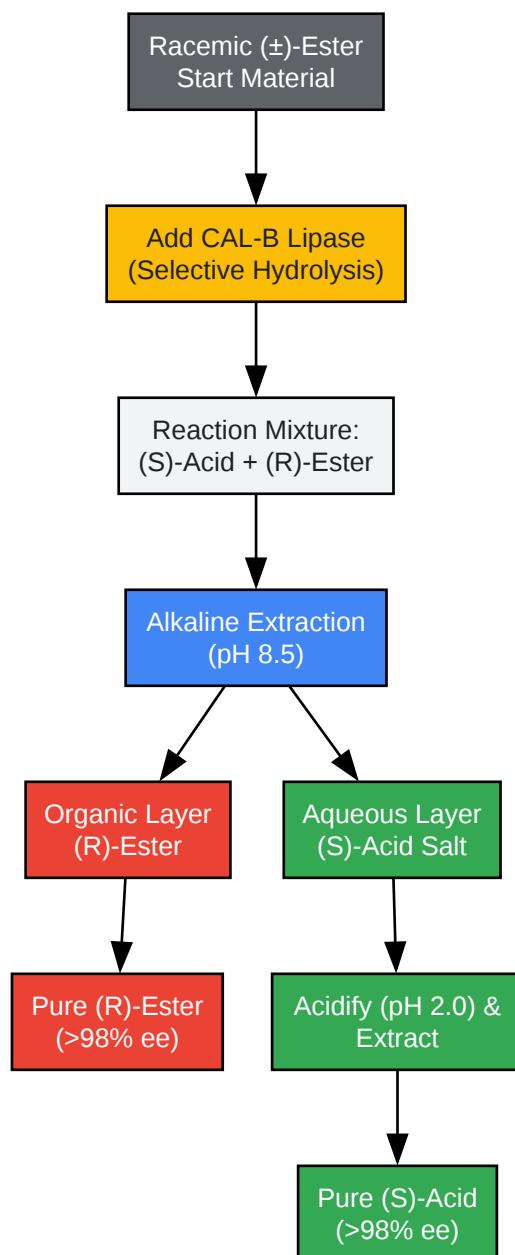 Racemic (±)-Ester
Start Material
Add CAL-B Lipase
(Selective Hydrolysis)
Reaction Mixture:
(S)-Acid + (R)-Ester
Alkaline Extraction
(pH 8.5)
Organic Layer
(R)-Ester
Aqueous Layer
(S)-Acid Salt
Pure (R)-Ester
(>98% ee)
Acidify (pH 2.0) &
Extract
Pure (S)-Acid
(>98% ee)